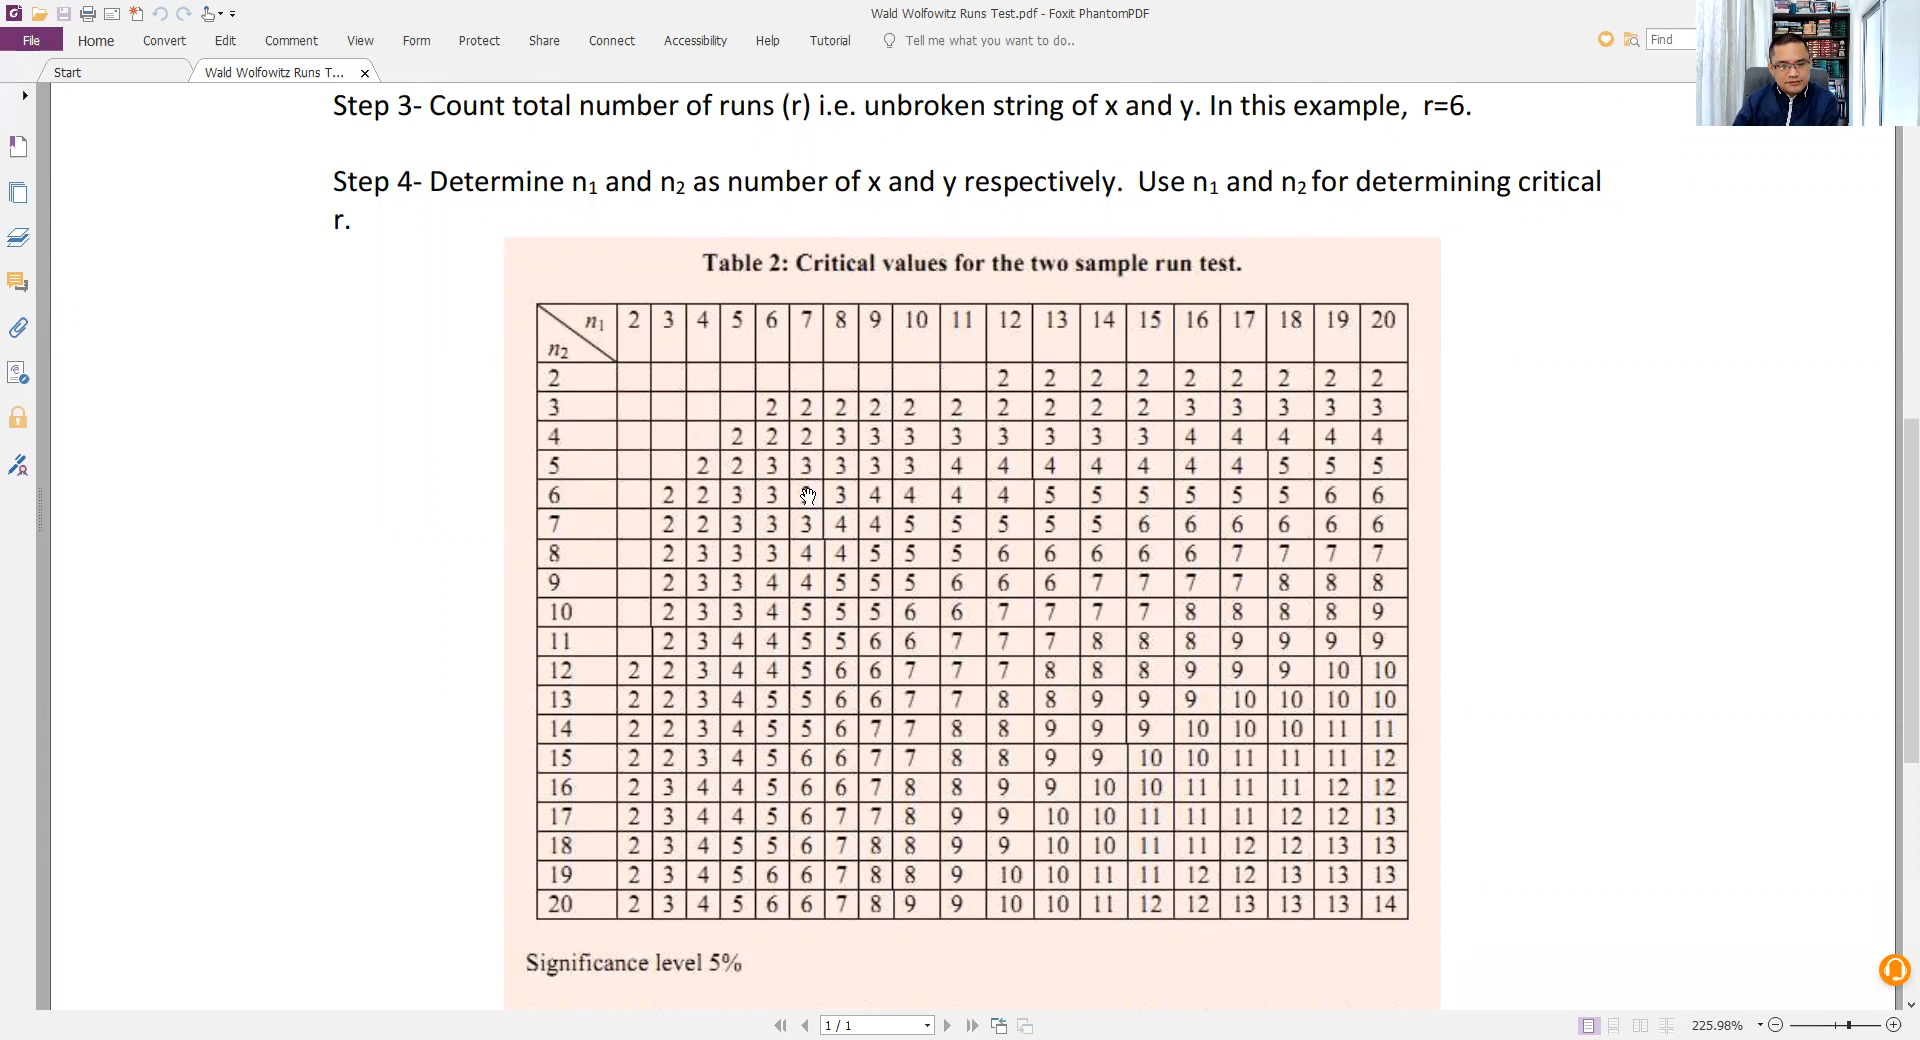 Wald Wolfowitz Runs Test.pdf - Foxit PhantomPDF
File Home Convert Edit Comment View Form Protect Share Connect Accessibility Help Tutorial Tell me what you want to do.. Find
Start Wald Wolfowitz Runs T...
Step 3- Count total number of runs (r) i.e. unbroken string of x and y. In this example, r=6.
Step 4- Determine n₁ and n₂ as number of x and y respectively. Use n₁ and n₂ for determining critical
r.
Table 2: Critical values for the two sample run test.
n₁ 2 3 4 5 6 7 8 9 10 11 12 13 14 15 16 17 18 19 20
n₂
2 2 2 2 2 2 2 2 2 2
3 2 2 2 2 2 2 2 2 2 2 3 3 3 3 3
4 2 2 2 3 3 3 3 3 3 3 3 4 4 4 4 4
5 2 2 3 3 3 3 3 4 4 4 4 4 4 4 5 5 5
6 2 2 3 3 3 4 4 4 4 5 5 5 5 5 5 6 6
7 2 2 3 3 3 4 4 5 5 5 5 5 6 6 6 6 6 6
8 2 3 3 3 4 4 5 5 5 6 6 6 6 6 7 7 7 7
9 2 3 3 4 4 5 5 5 6 6 6 7 7 7 7 8 8 8
10 2 3 3 4 5 5 5 6 6 7 7 7 7 8 8 8 8 9
11 2 3 4 4 5 5 6 6 7 7 7 8 8 8 9 9 9 9
12 2 2 3 4 4 5 6 6 7 7 7 8 8 8 9 9 9 10 10
13 2 2 3 4 5 5 6 6 7 7 8 8 9 9 9 10 10 10 10
14 2 2 3 4 5 5 6 7 7 8 8 9 9 9 10 10 10 11 11
15 2 2 3 4 5 6 6 7 7 8 8 9 9 10 10 11 11 11 12
16 2 3 4 4 5 6 6 7 8 8 9 9 10 10 11 11 11 12 12
17 2 3 4 4 5 6 7 7 8 9 9 10 10 11 11 11 12 12 13
18 2 3 4 5 5 6 7 8 8 9 9 10 10 11 11 12 12 13 13
19 2 3 4 5 6 6 7 8 8 9 10 10 11 11 12 12 13 13 13
20 2 3 4 5 6 6 7 8 9 9 10 10 11 12 12 13 13 13 14
Significance level 5%
1 / 1 225.98%